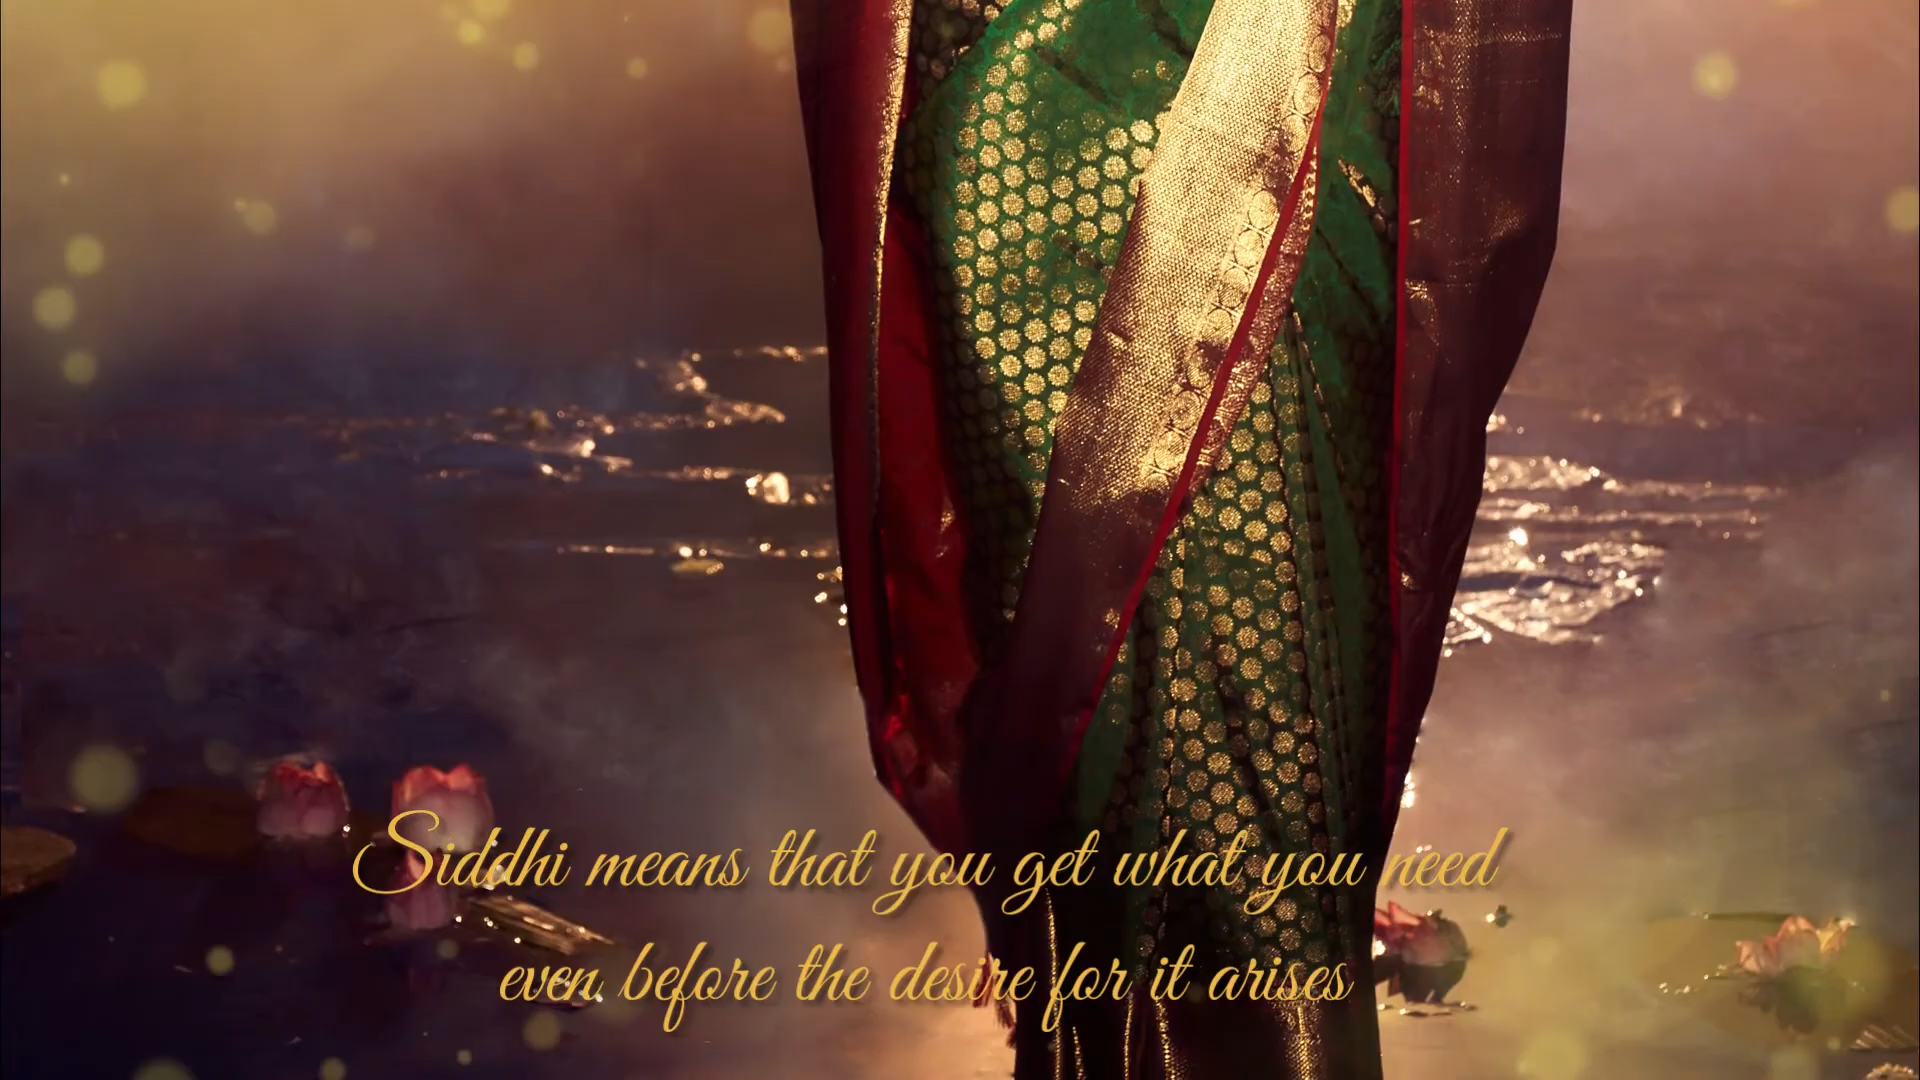 Siddhi means that you get what you need
even before the desire for it arises